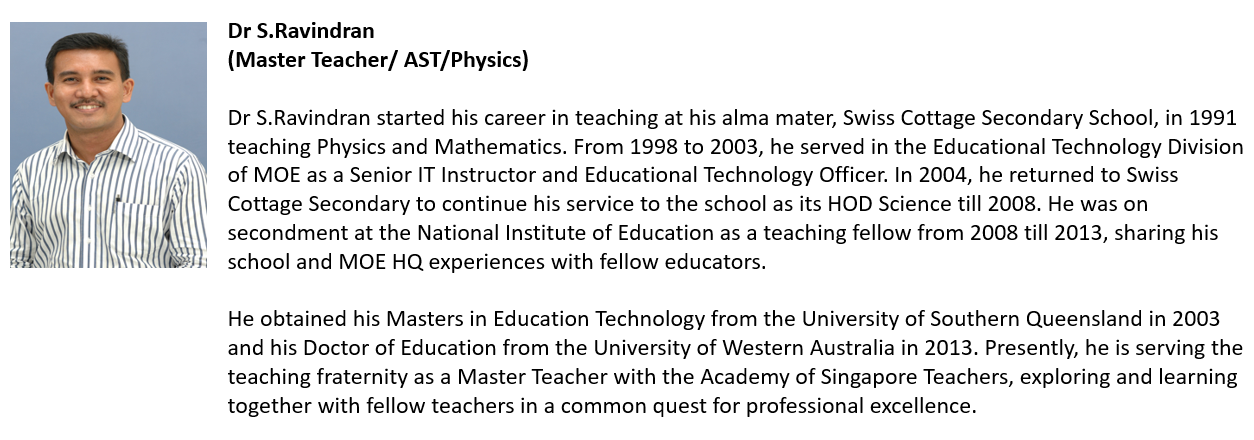 Dr S.Ravindran
(Master Teacher/ AST/Physics)
Dr S.Ravindran started his career in teaching at his alma mater, Swiss Cottage Secondary School, in 1991
teaching Physics and Mathematics. From 1998 to 2003, he served in the Educational Technology Division
of MOE as a Senior IT Instructor and Educational Technology Officer. In 2004, he returned to Swiss
Cottage Secondary to continue his service to the school as its HOD Science till 2008. He was on
secondment at the National Institute of Education as a teaching fellow from 2008 till 2013, sharing his
school and MOE HQ experiences with fellow educators.
He obtained his Masters in Education Technology from the University of Southern Queensland in 2003
and his Doctor of Education from the University of Western Australia in 2013. Presently, he is serving the
teaching fraternity as a Master Teacher with the Academy of Singapore Teachers, exploring and learning
together with fellow teachers in a common quest for professional excellence.